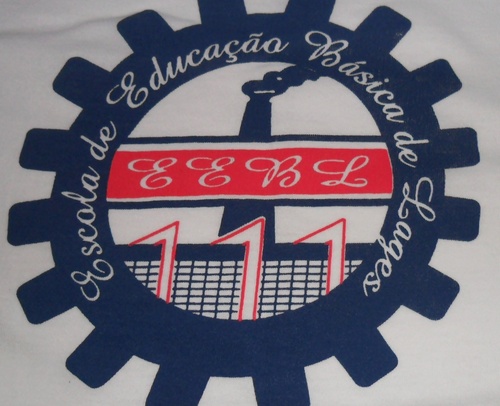 Escola de Educação Básica de Lages
EEBL
111